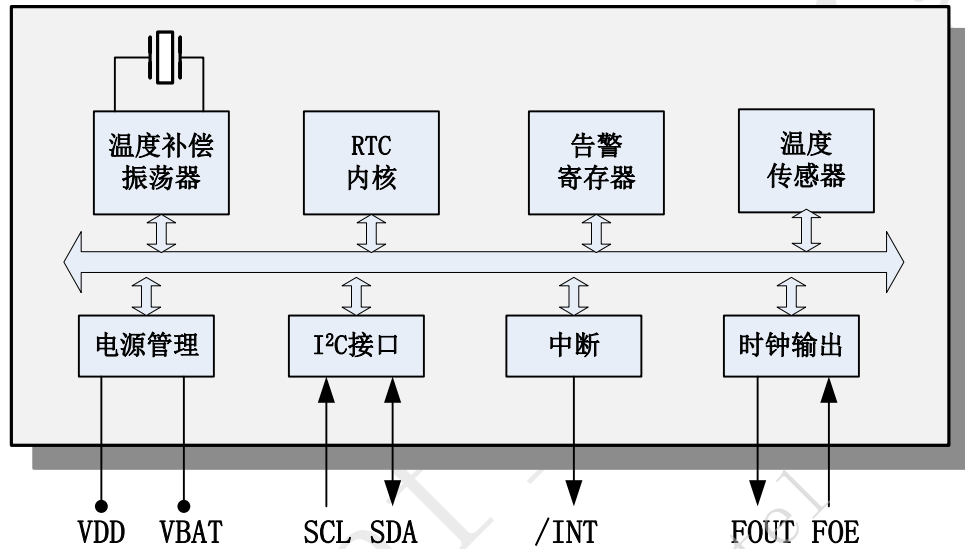 温度补偿
振荡器
RTC
内核
告警
寄存器
温度
传感器
电源管理
I²C接口
中断
时钟输出
VDD VBAT SCL SDA /INT FOUT FOE